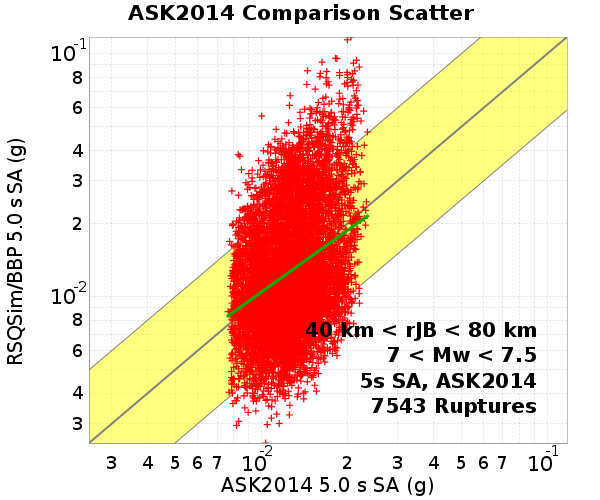 ASK2014 Comparison Scatter
RSQSim/BBP 5.0 s SA (g)
10-1
8
6
4
3
2
10-2
8
6
4
3
40 km < rJB < 80 km
7 < Mw < 7.5
5s SA, ASK2014
7543 Ruptures
3 4 5 6 7 10-2 2 3 4 5 6 7 10-1
ASK2014 5.0 s SA (g)